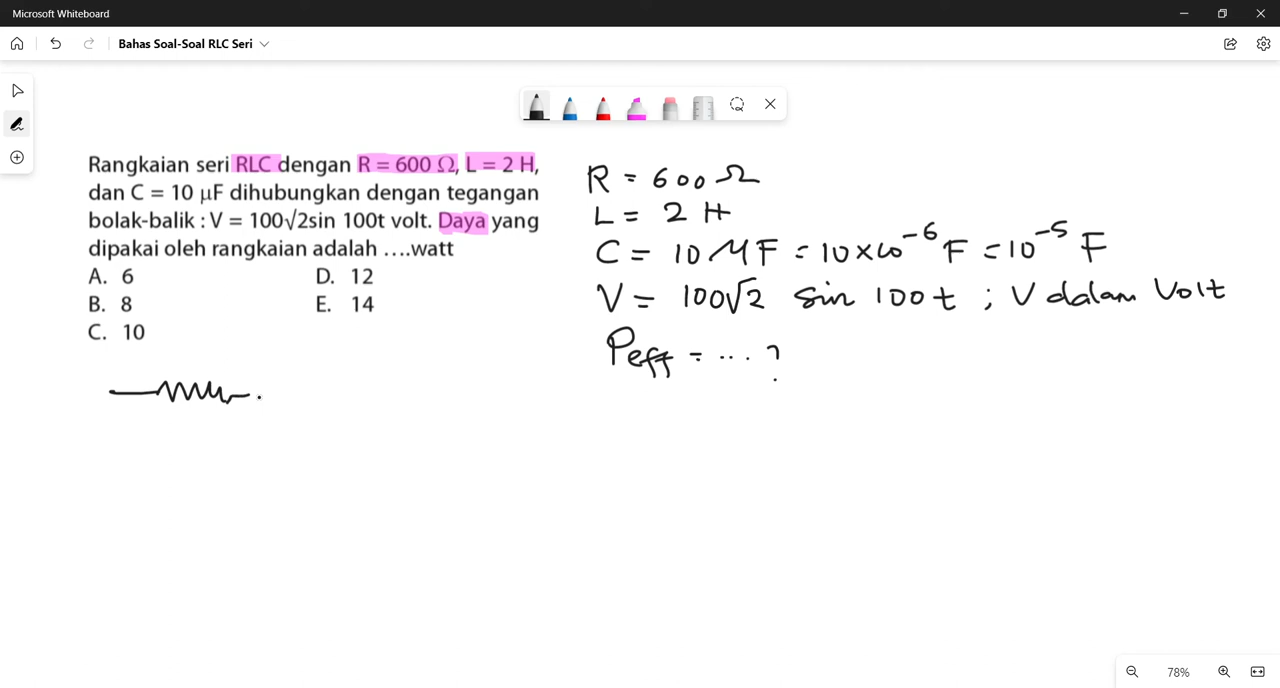 Microsoft Whiteboard
Bahas Soal-Soal RLC Seri
Rangkaian seri RLC dengan R = 600 Ω, L = 2 H,
dan C = 10 μF dihubungkan dengan tegangan
bolak-balik : V = 100√2sin 100t volt. Daya yang
dipakai oleh rangkaian adalah ….watt
A. 6
D. 12
B. 8
E. 14
C. 10
R = 600 Ω
L = 2 H
C = 10 μF = 10×10⁻⁶ F = 10⁻⁵ F
V = 100√2 sin 100t ; V dalam Volt
Peff = ... ?
78%